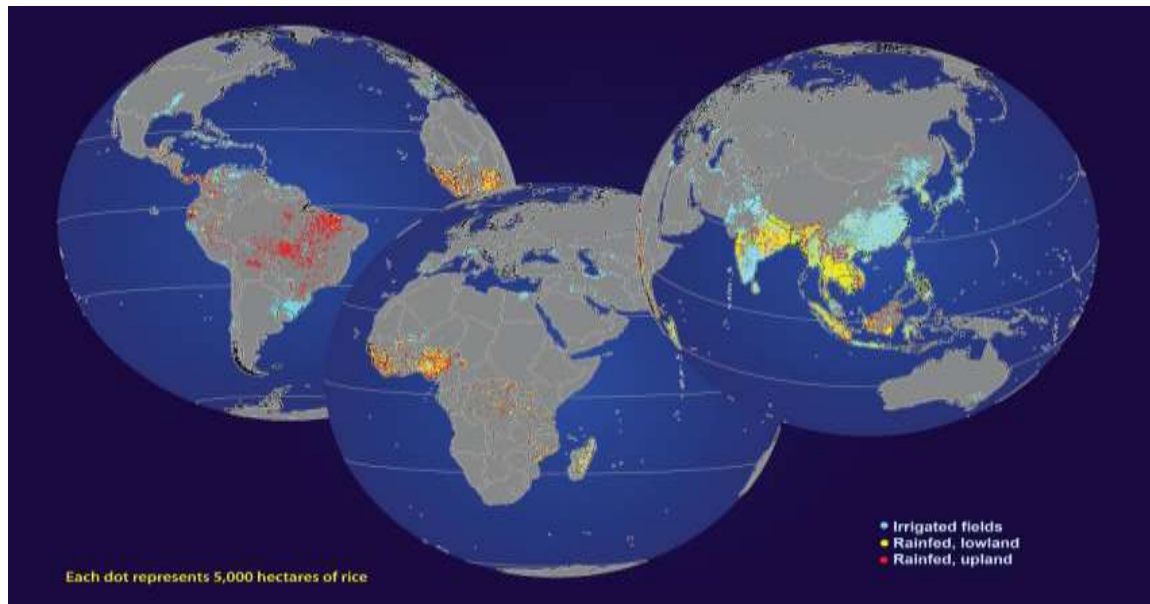 Irrigated fields
Rainfed, lowland
Rainfed, upland
Each dot represents 5,000 hectares of rice